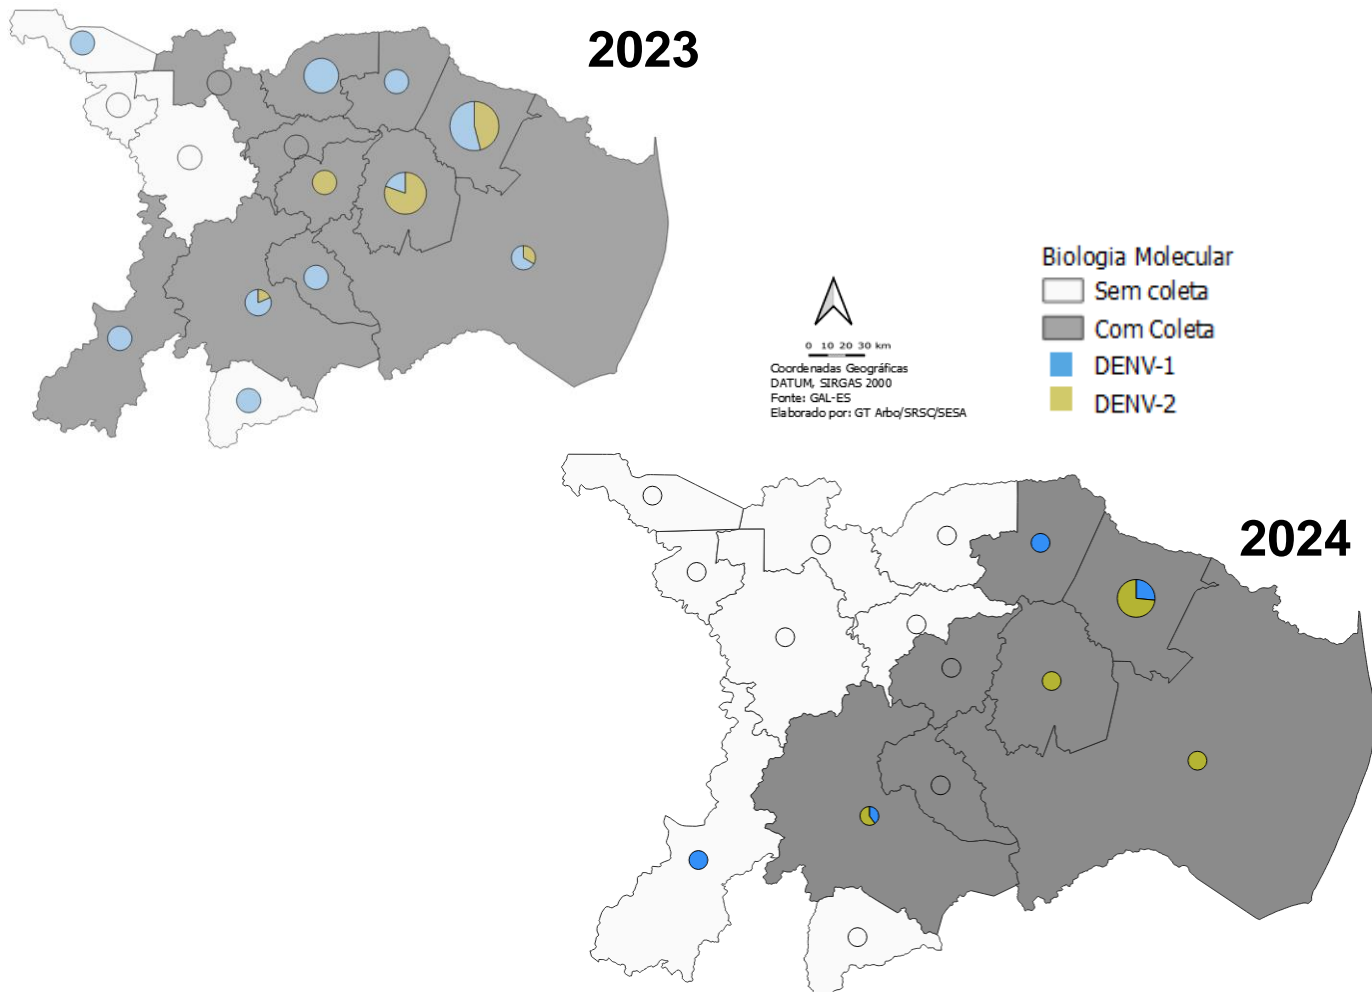 2023
Biologia Molecular
Sem coleta
Com Coleta
DENV-1
DENV-2
0 10 20 30 km
Coordenadas Geográficas
DATUM, SIRGAS 2000
Fonte: GAL-ES
Elaborado por: GT Arbo/SRSC/SESA
2024